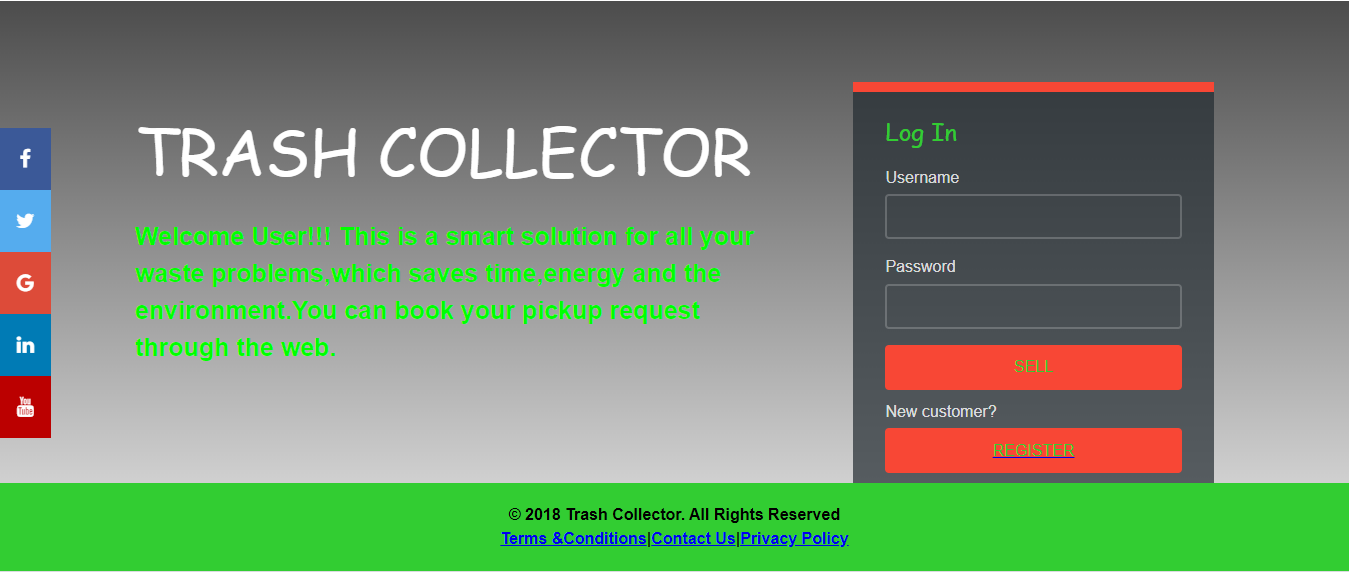 TRASH COLLECTOR
Welcome User!!! This is a smart solution for all your
waste problems,which saves time,energy and the
environment.You can book your pickup request
through the web.
f
G
in
You
Tube
Log In
Username
Password
SELL
New customer?
REGISTER
© 2018 Trash Collector. All Rights Reserved
Terms &Conditions|Contact Us|Privacy Policy